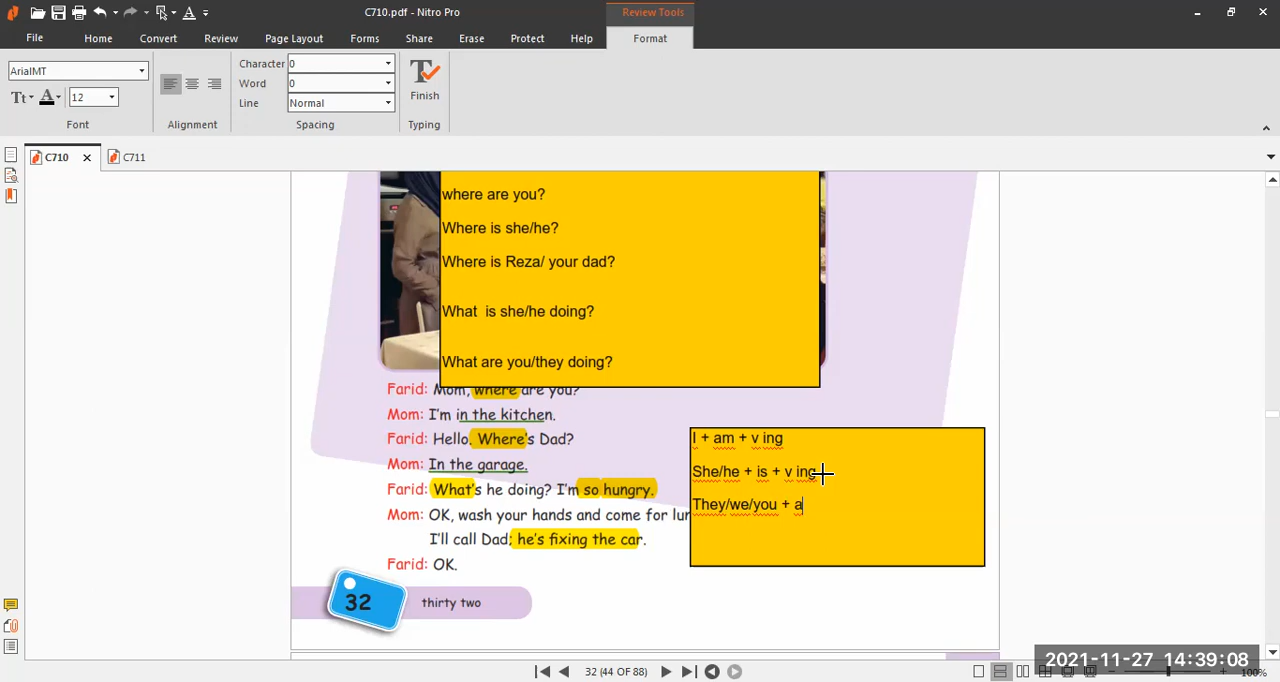 C710.pdf - Nitro Pro
Review Tools
File Home Convert Review Page Layout Forms Share Erase Protect Help Format
ArialMT
Character 0
Word 0
Line Normal
Tt A 12
Finish
Font Alignment Spacing Typing
C710 C711
where are you?
Where is she/he?
Where is Reza/ your dad?
What is she/he doing?
What are you/they doing?
Farid: Mom, where are you?
Mom: I'm in the kitchen.
Farid: Hello. Where's Dad?
Mom: In the garage.
Farid: What's he doing? I'm so hungry.
Mom: OK, wash your hands and come for lun
I'll call Dad; he's fixing the car.
Farid: OK.
I + am + v ing
She/he + is + v ing
They/we/you + a
32 thirty two
32 (44 OF 88)
2021-11-27 14:39:08
100%